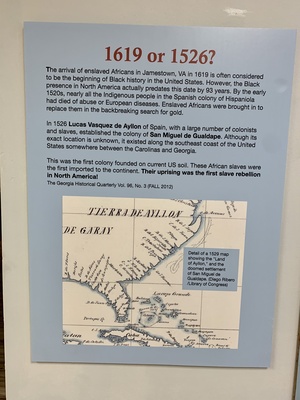 1619 or 1526?
The arrival of enslaved Africans in Jamestown, VA in 1619 is often considered
to be the beginning of Black history in the United States. However, the Black
presence in North America actually predates this date by 93 years. By the early
1520s, nearly all the Indigenous people in the Spanish colony of Hispaniola
had died of abuse or European diseases. Enslaved Africans were brought in to
replace them in the backbreaking search for gold.
In 1526 Lucas Vasquez de Ayllon of Spain, with a large number of colonists
and slaves, established the colony of San Miguel de Gualdape. Although its
exact location is unknown, it existed along the southeast coast of the United
States somewhere between the Carolinas and Georgia.
This was the first colony founded on current US soil. These African slaves were
the first imported to the continent. Their uprising was the first slave rebellion
in North America!
The Georgia Historical Quarterly Vol. 96, No. 3 (FALL 2012)
TIERRA DE AYLLON
DE GARAY
Detail of a 1529 map
showing the "Land
of Ayllon," and the
doomed settlement
of San Miguel de
Gualdape. (Diego Ribero
/Library of Congress)